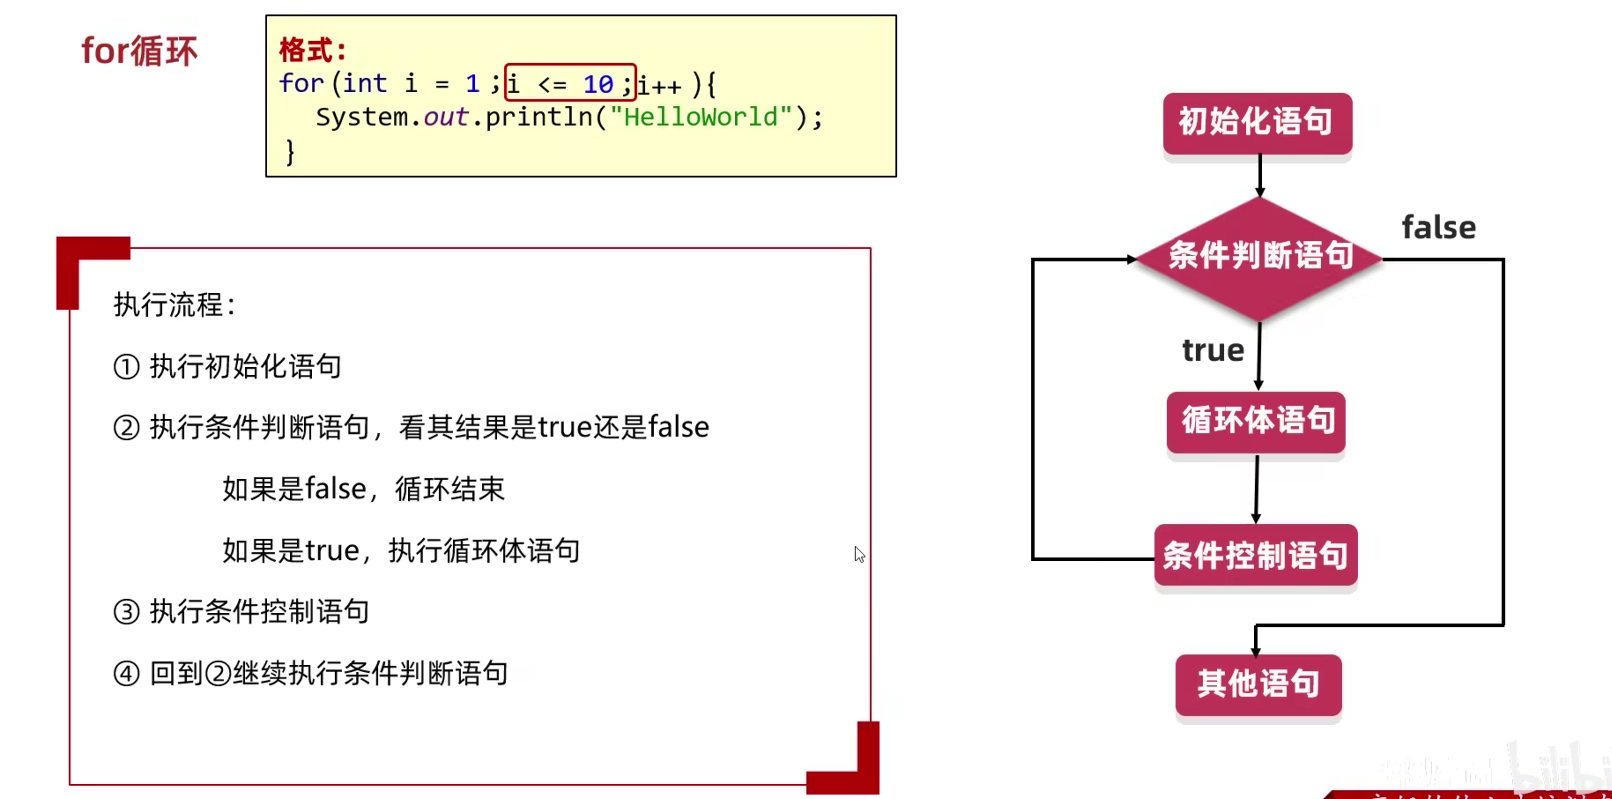 for循环
格式：
for(int i = 1 ;i <= 10 ;i++ ){
System.out.println("HelloWorld");
}
执行流程：
① 执行初始化语句
② 执行条件判断语句，看其结果是true还是false
如果是false，循环结束
如果是true，执行循环体语句
③ 执行条件控制语句
④ 回到②继续执行条件判断语句
初始化语句
条件判断语句
false
true
循环体语句
条件控制语句
其他语句
bilibi